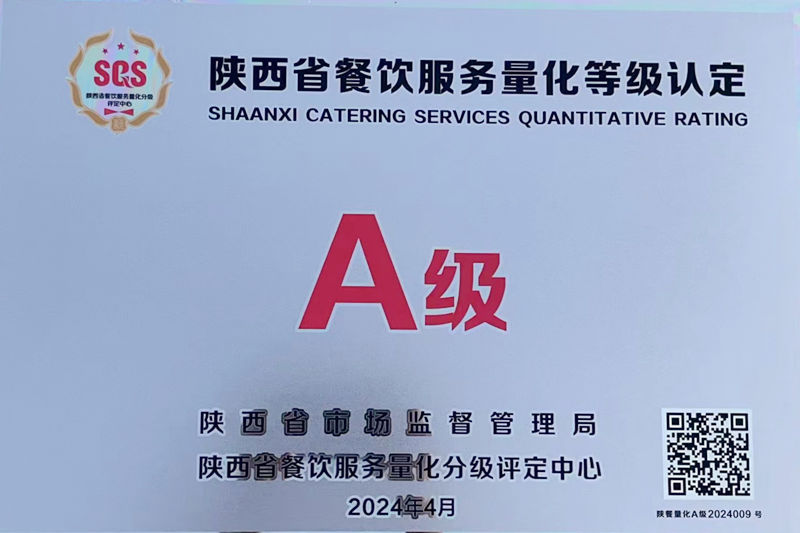 SQS
陕西省餐饮服务量化分级
评定中心
陕西省餐饮服务量化等级认定
SHAANXI CATERING SERVICES QUANTITATIVE RATING
A级
陕西省市场监督管理局
陕西省餐饮服务量化分级评定中心
2024年4月
陕餐量化A级2024009号